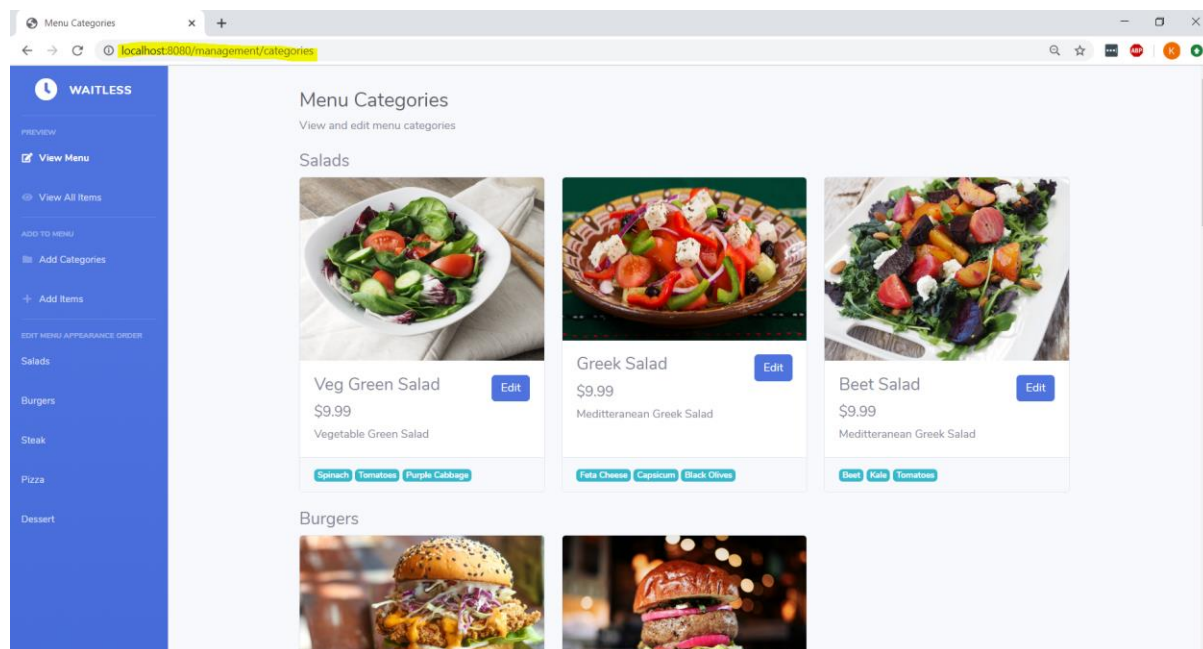 Menu Categories
localhost:8080/management/categories
ABP
K
WAITLESS
PREVIEW
View Menu
View All Items
ADD TO MENU
Add Categories
Add Items
EDIT MENU APPEARANCE ORDER
Salads
Burgers
Steak
Pizza
Dessert
Menu Categories
View and edit menu categories
Salads
Veg Green Salad
Edit
$9.99
Vegetable Green Salad
Spinach Tomatoes Purple Cabbage
Greek Salad
Edit
$9.99
Meditteranean Greek Salad
Feta Cheese Capsicum Black Olives
Beet Salad
Edit
$9.99
Meditteranean Greek Salad
Beet Kale Tomatoes
Burgers